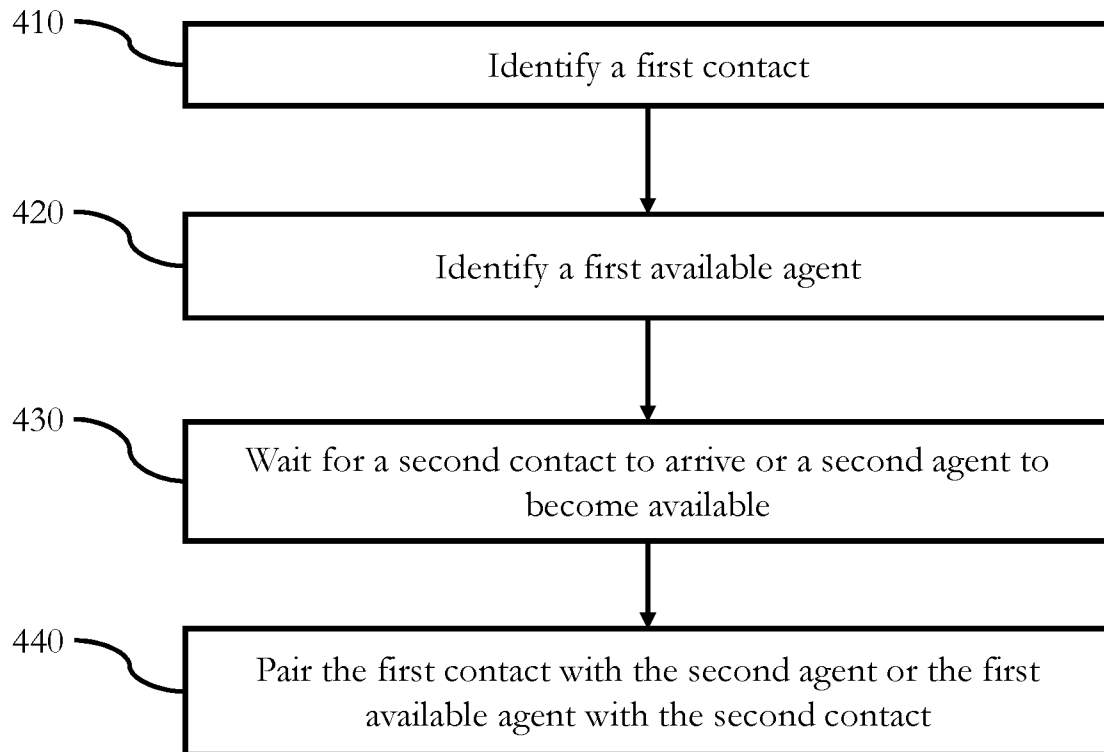 410
Identify a first contact
420
Identify a first available agent
430
Wait for a second contact to arrive or a second agent to
become available
440
Pair the first contact with the second agent or the first
available agent with the second contact